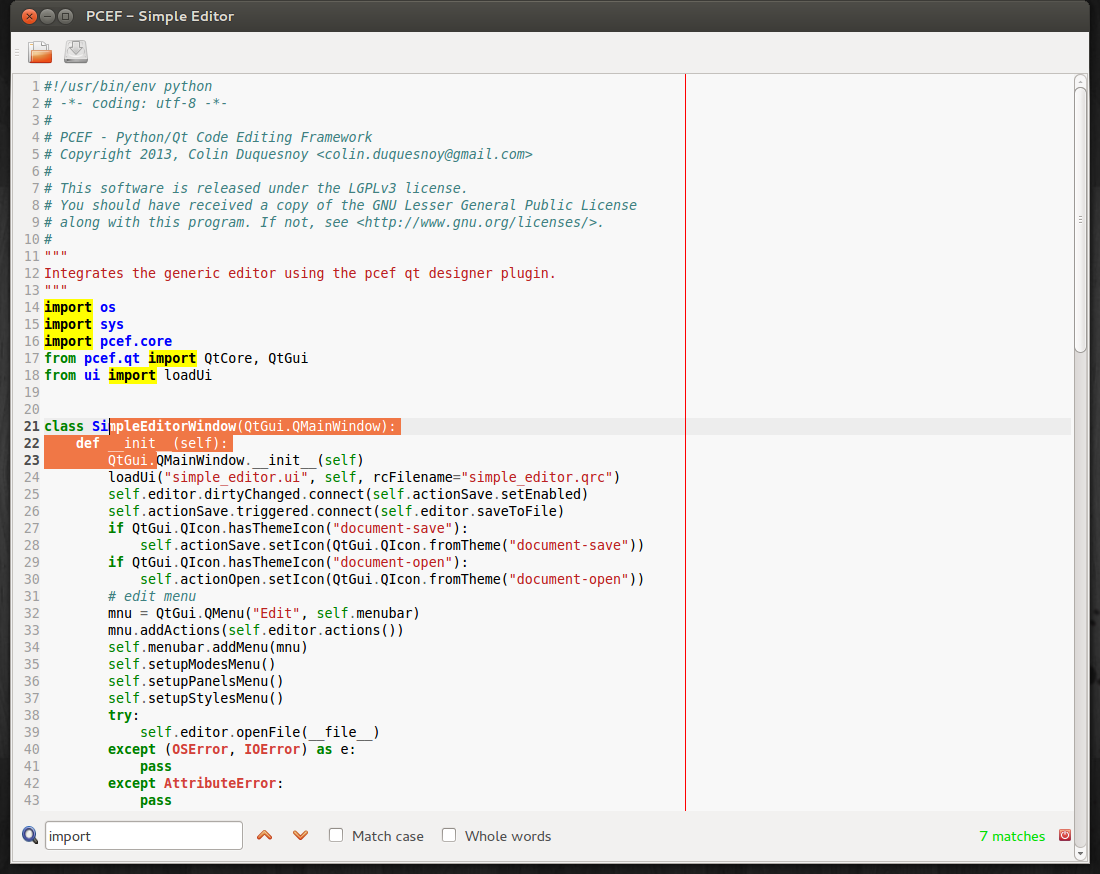 PCEF - Simple Editor
1 #!/usr/bin/env python
2 # -*- coding: utf-8 -*-
3 #
4 # PCEF - Python/Qt Code Editing Framework
5 # Copyright 2013, Colin Duquesnoy <colin.duquesnoy@gmail.com>
6 #
7 # This software is released under the LGPLv3 license.
8 # You should have received a copy of the GNU Lesser General Public License
9 # along with this program. If not, see <http://www.gnu.org/licenses/>.
10 #
11 """
12 Integrates the generic editor using the pcef qt designer plugin.
13 """
14 import os
15 import sys
16 import pcef.core
17 from pcef.qt import QtCore, QtGui
18 from ui import loadUi
19
20
21 class SimpleEditorWindow(QtGui.QMainWindow):
22     def __init__(self):
23         QtGui.QMainWindow.__init__(self)
24         loadUi("simple_editor.ui", self, rcFilename="simple_editor.qrc")
25         self.editor.dirtyChanged.connect(self.actionSave.setEnabled)
26         self.actionSave.triggered.connect(self.editor.saveToFile)
27         if QtGui.QIcon.hasThemeIcon("document-save"):
28             self.actionSave.setIcon(QtGui.QIcon.fromTheme("document-save"))
29         if QtGui.QIcon.hasThemeIcon("document-open"):
30             self.actionOpen.setIcon(QtGui.QIcon.fromTheme("document-open"))
31         # edit menu
32         mnu = QtGui.QMenu("Edit", self.menubar)
33         mnu.addActions(self.editor.actions())
34         self.menubar.addMenu(mnu)
35         self.setupModesMenu()
36         self.setupPanelsMenu()
37         self.setupStylesMenu()
38         try:
39             self.editor.openFile(__file__)
40         except (OSError, IOError) as e:
41             pass
42         except AttributeError:
43             pass
import Match case Whole words 7 matches